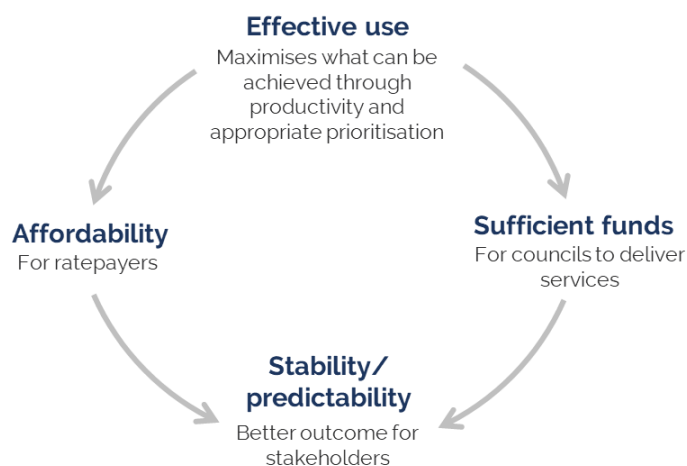 Effective use
Maximises what can be
achieved through
productivity and
appropriate prioritisation
Affordability
For ratepayers
Sufficient funds
For councils to deliver
services
Stability/
predictability
Better outcome for
stakeholders